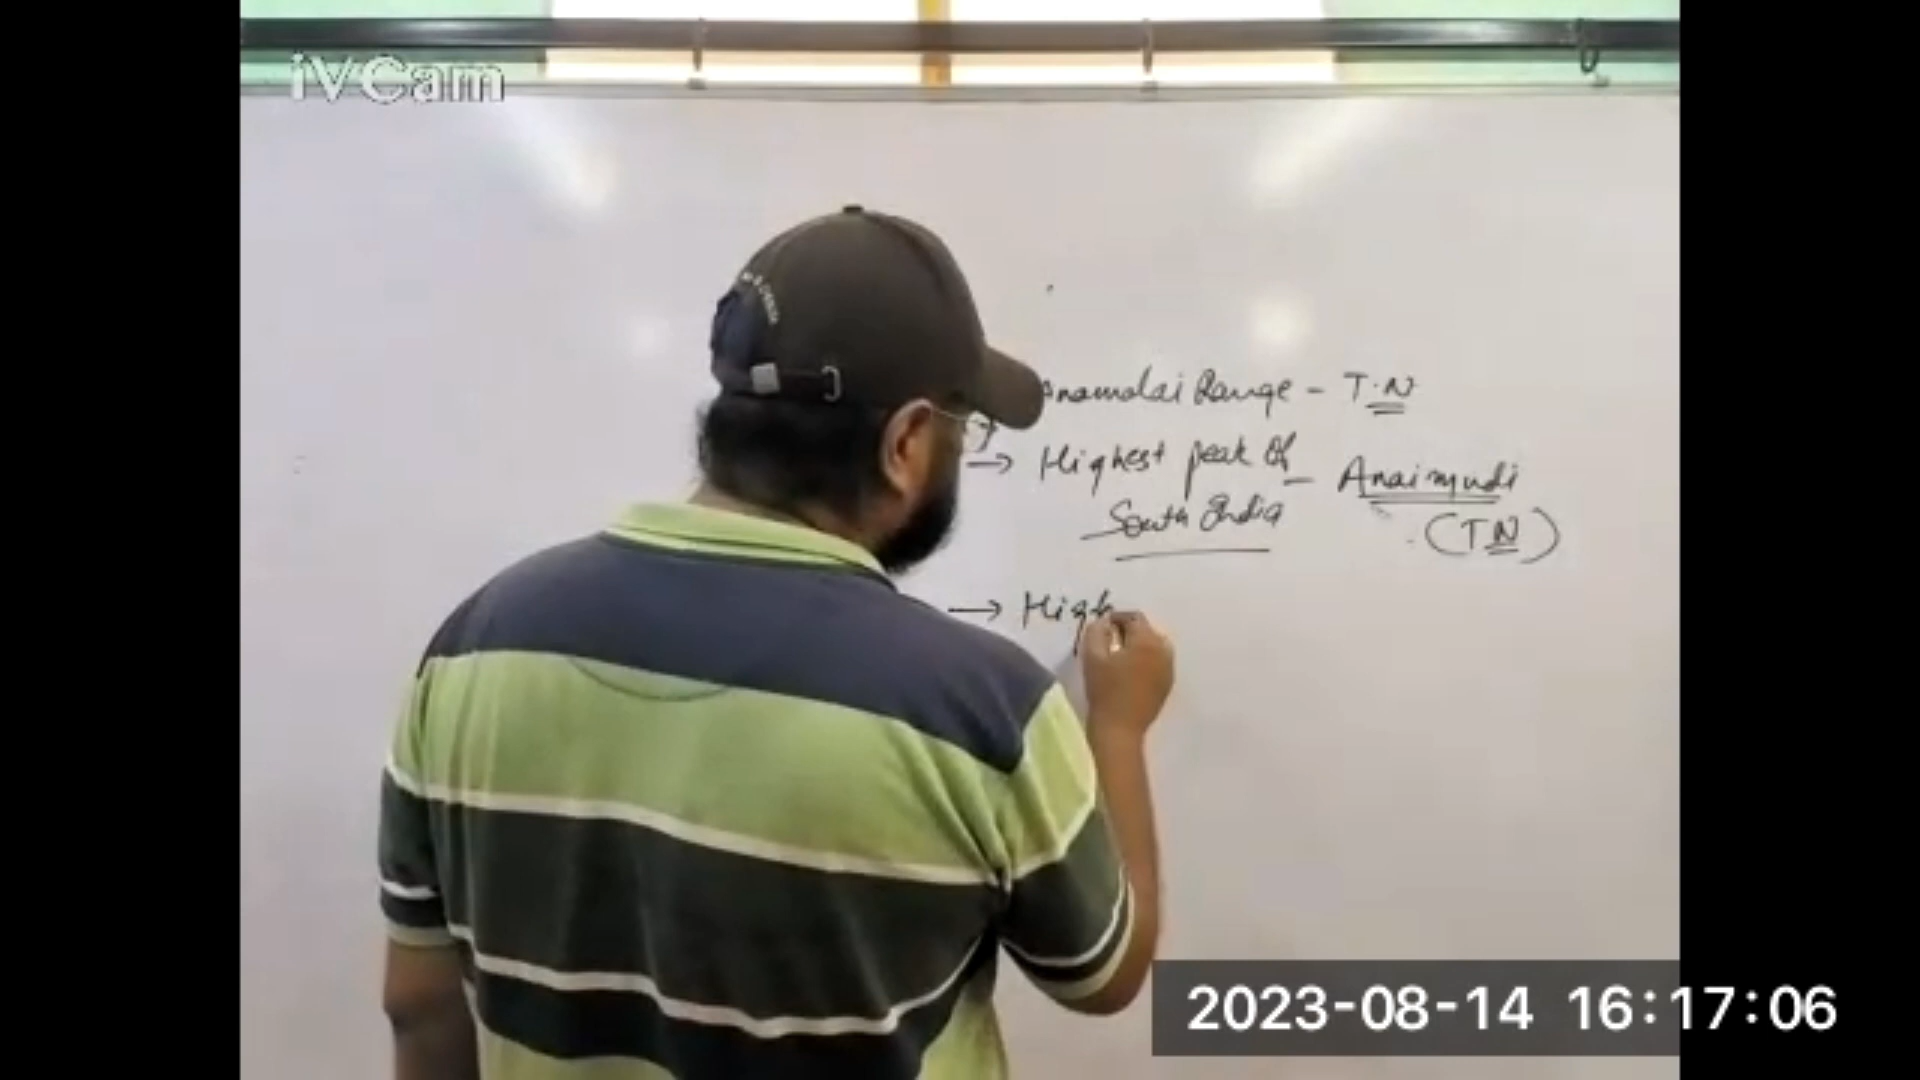 iVCam
Anamalai Range - T.N
→ Highest peak of - Anaimudi
South India (TN)
→ High
2023-08-14 16:17:06